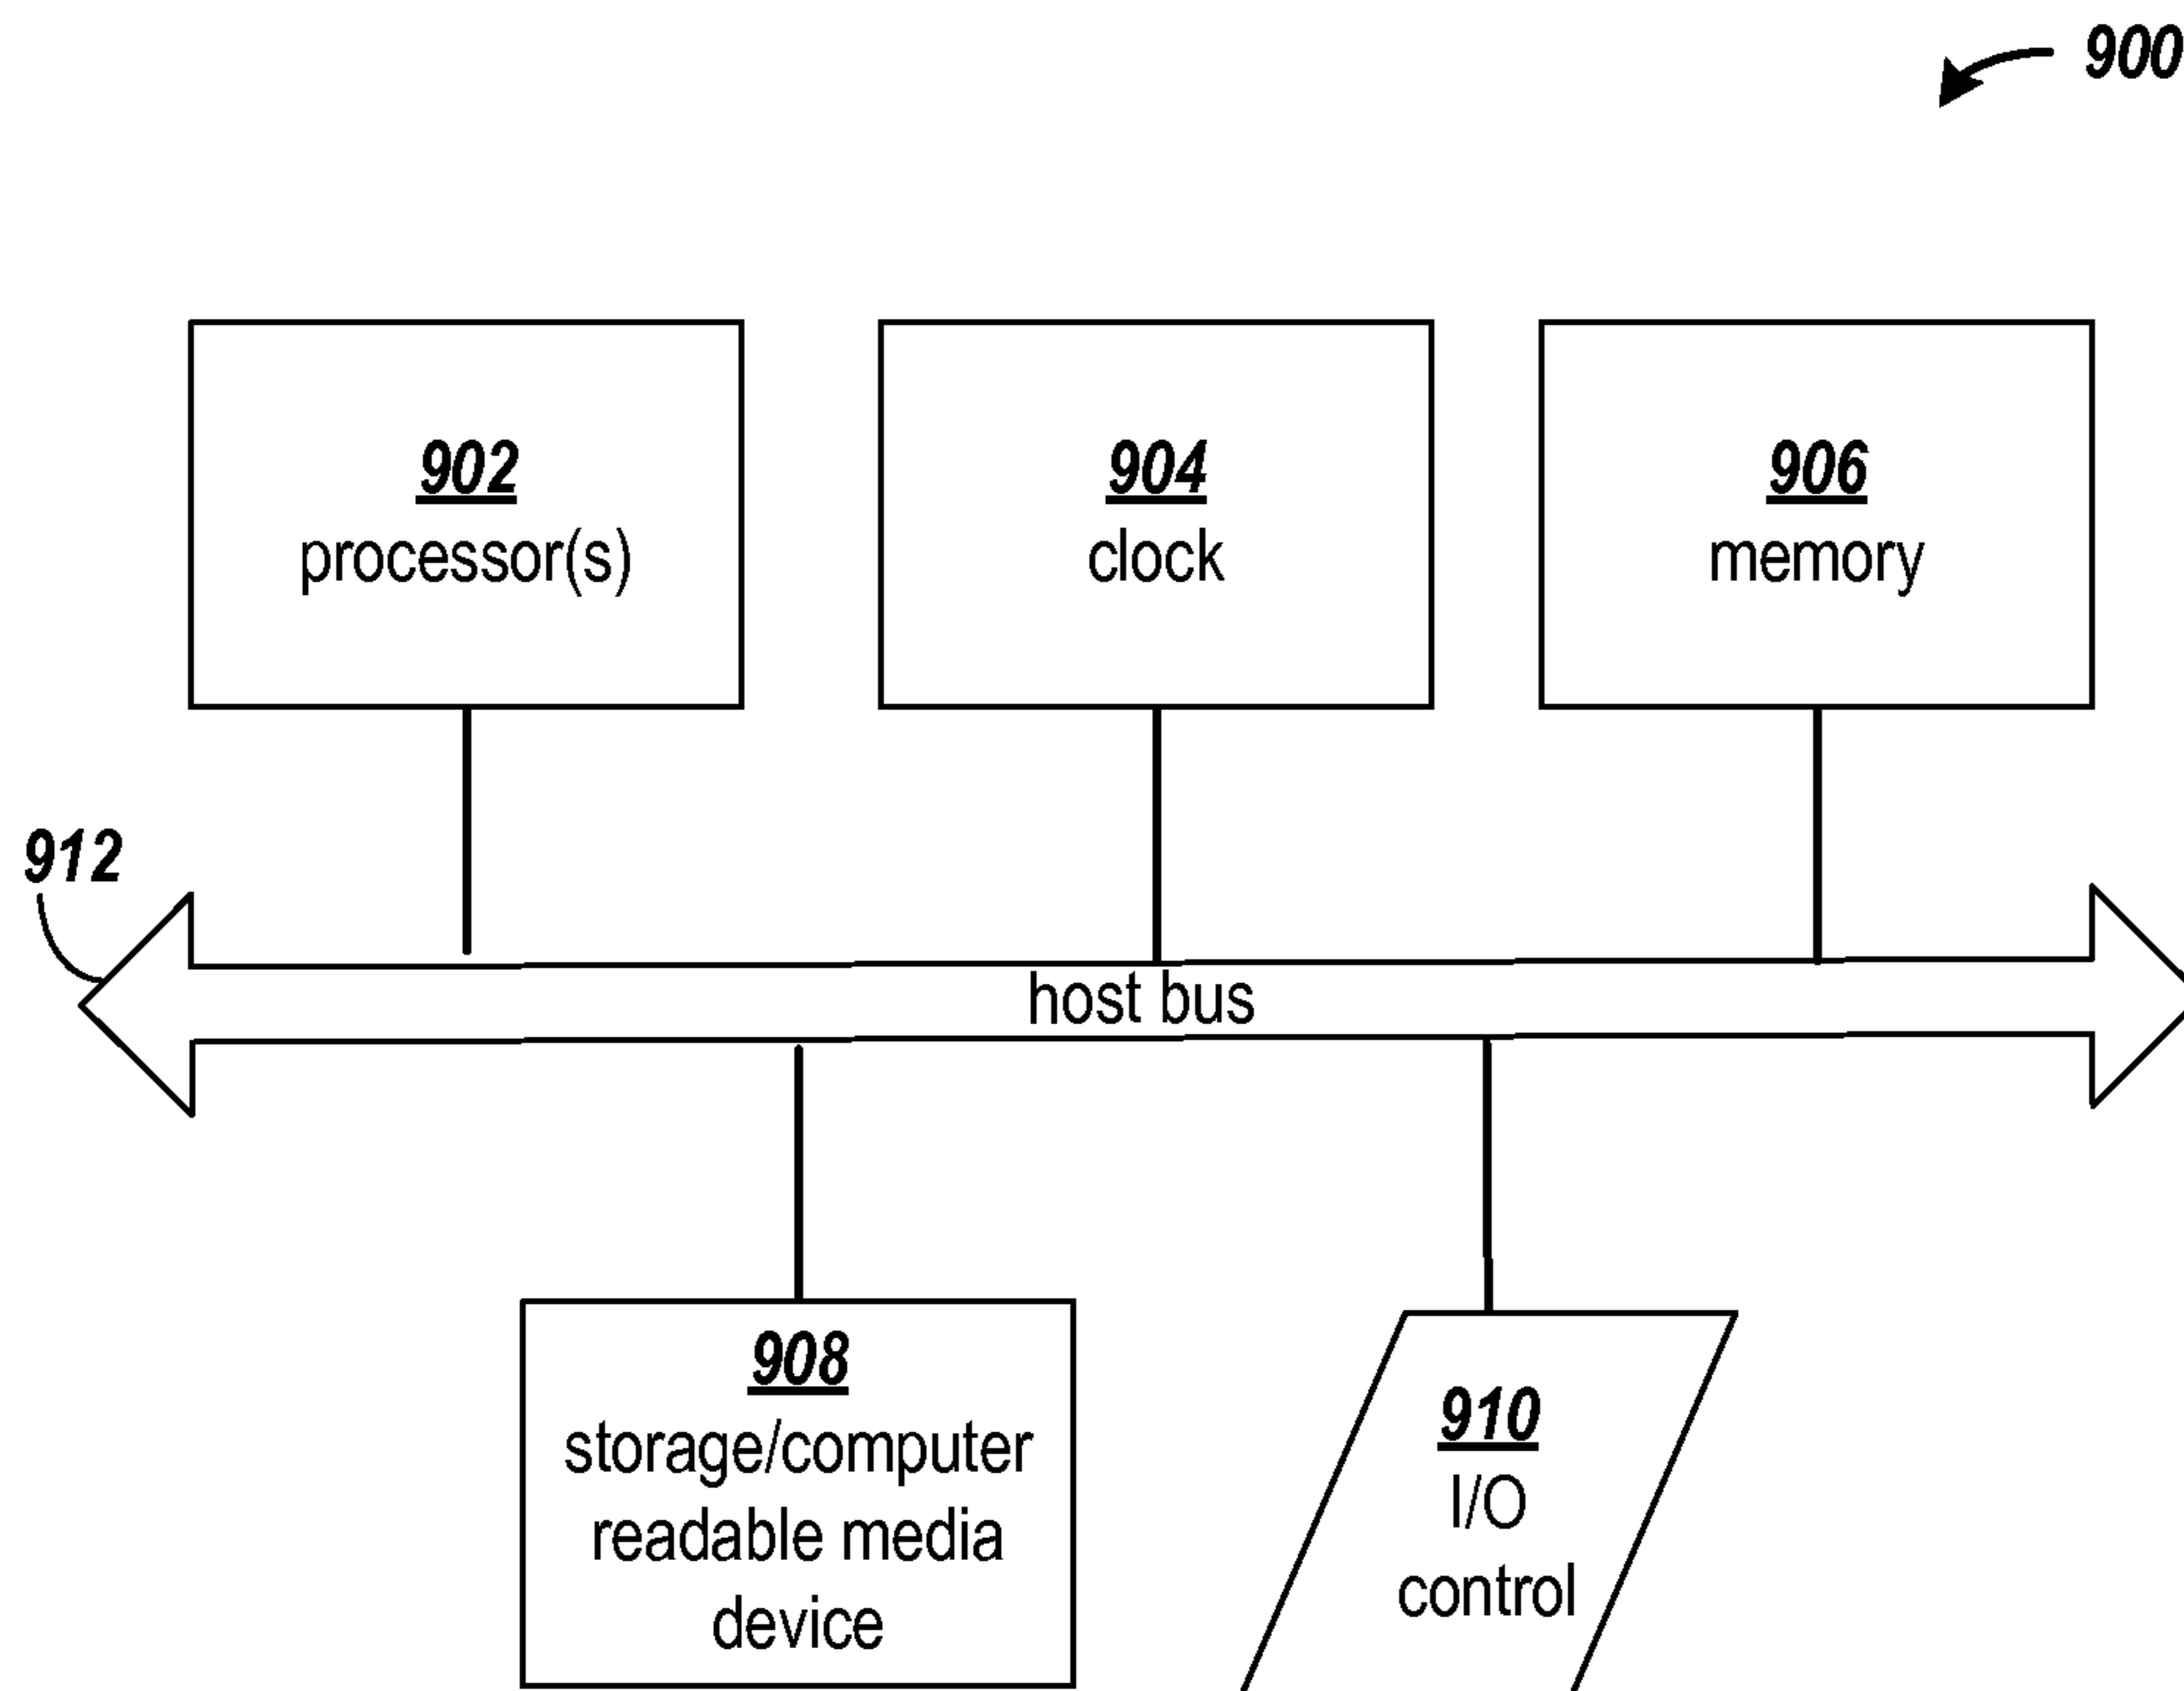 900
902
processor(s)
904
clock
906
memory
912
host bus
908
storage/computer
readable media
device
910
I/O
control